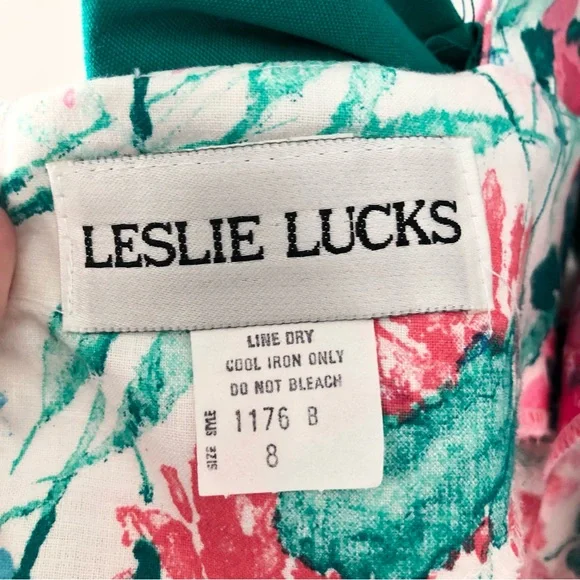 LESLIE LUCKS
LINE DRY
COOL IRON ONLY
DO NOT BLEACH
STYLE 1176 B
SIZE 8